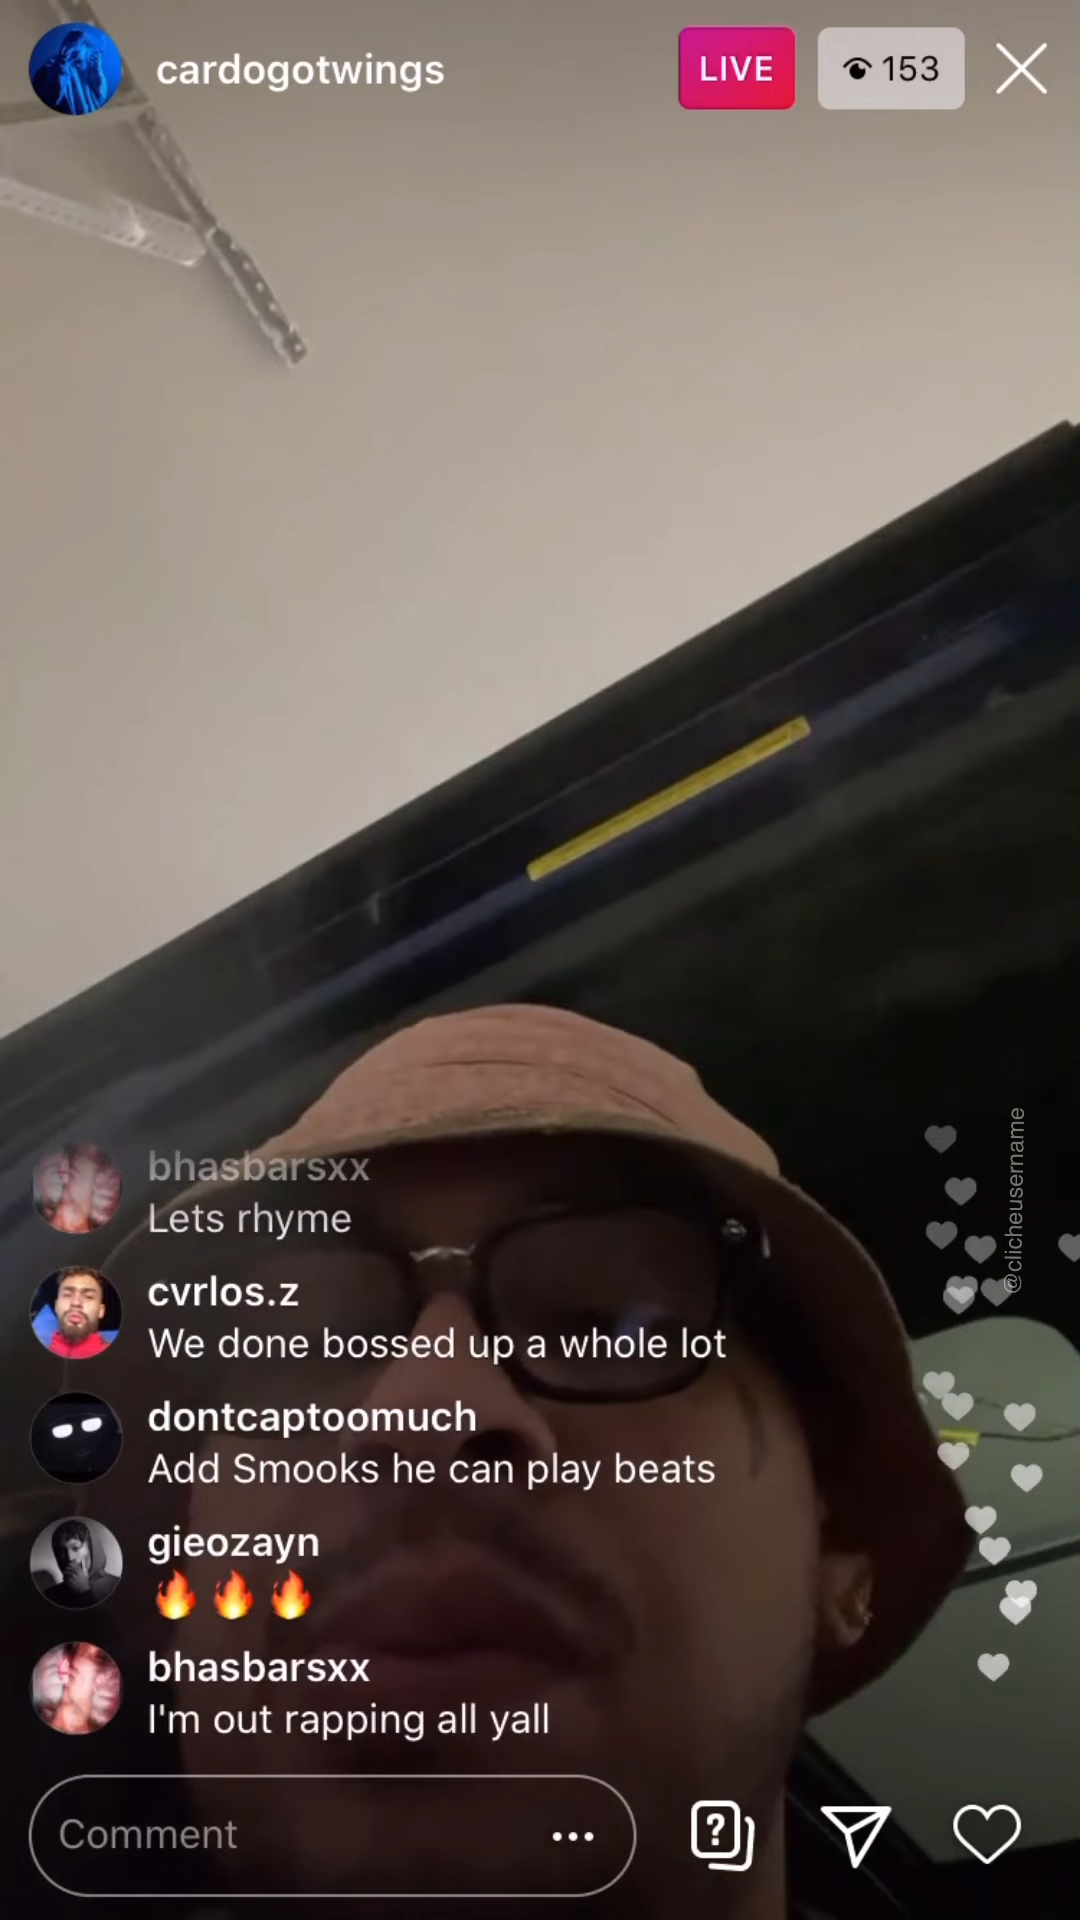 cardogotwings
LIVE
153
@clicheusername
bhasbarsxx
Lets rhyme
cvrlos.z
We done bossed up a whole lot
dontcaptoomuch
Add Smooks he can play beats
gieozayn
🔥🔥🔥
bhasbarsxx
I'm out rapping all yall
Comment
?